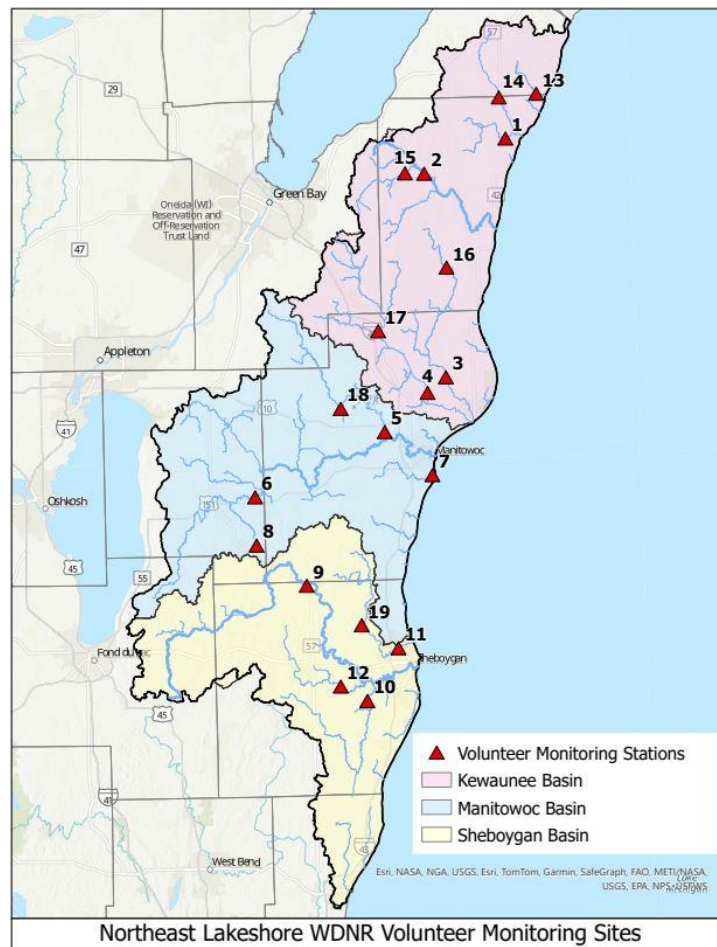 57
29
14
13
1
15
2
Green Bay
42
Oneida (WI)
Reservation and
Off-Reservation
Trust Land
47
16
17
Appleton
3
4
18
10
5
41
Manitowoc
7
6
Oshkosh
151
8
45
55
9
19
57
11
Fond du Lac
Sheboygan
12
10
45
Volunteer Monitoring Stations
Kewaunee Basin
41
Manitowoc Basin
Sheboygan Basin
43
West Bend
Esri, NASA, NGA, USGS, Esri, TomTom, Garmin, SafeGraph, FAO, METI/NASA,
USGS, EPA, NPS, USFWS
Lake
Michigan
Northeast Lakeshore WDNR Volunteer Monitoring Sites